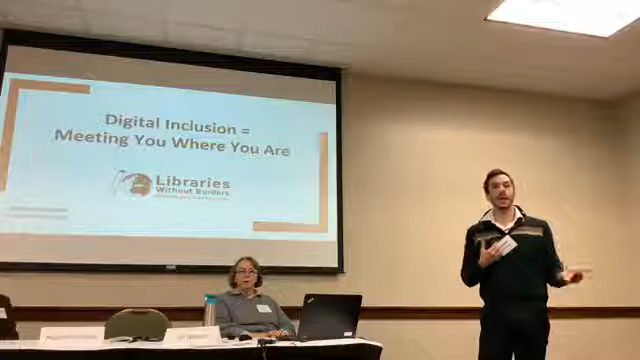 Digital Inclusion =
Meeting You Where You Are
Libraries
Without Borders